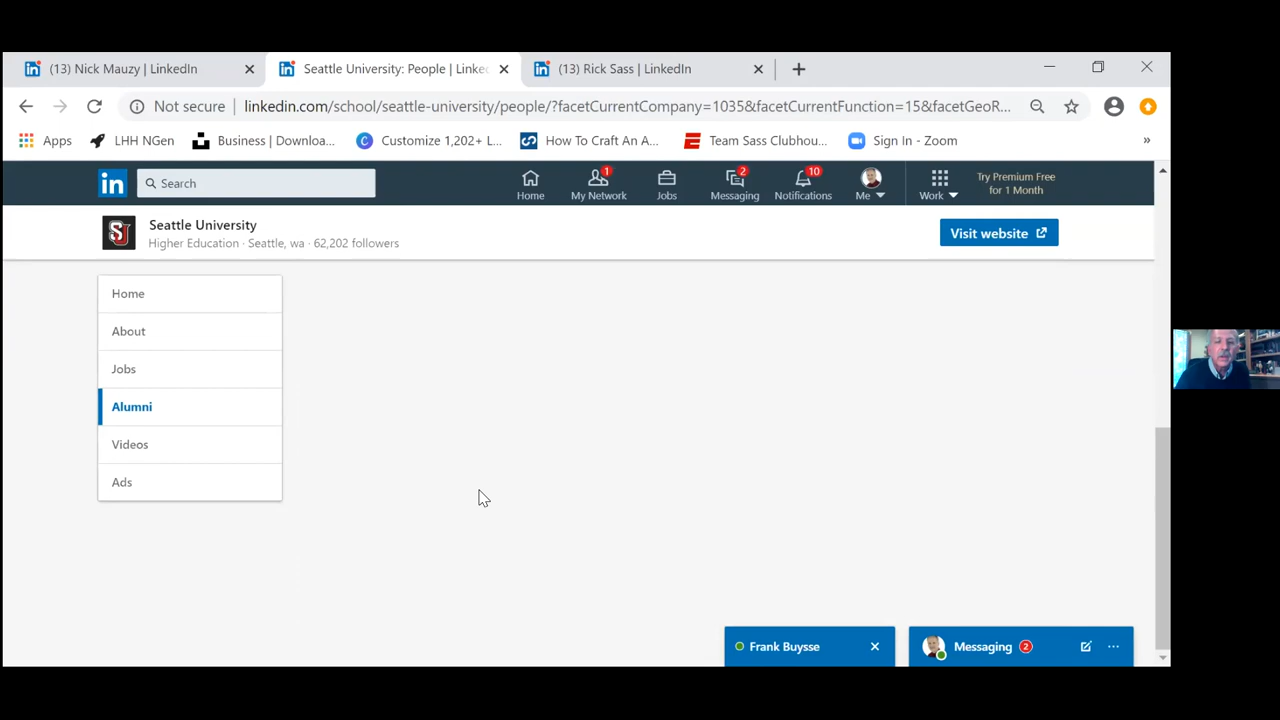 (13) Nick Mauzy | LinkedIn
Seattle University: People | Linke
(13) Rick Sass | LinkedIn
Not secure
linkedin.com/school/seattle-university/people/?facetCurrentCompany=1035&facetCurrentFunction=15&facetGeoR...
Apps
LHH NGen
Business | Downloa...
Customize 1,202+ L...
How To Craft An A...
Team Sass Clubhou...
Sign In - Zoom
»
in
Search
Home
1
My Network
Jobs
2
Messaging
10
Notifications
Me
Work
Try Premium Free
for 1 Month
SU
Seattle University
Higher Education · Seattle, wa · 62,202 followers
Visit website
Home
About
Jobs
Alumni
Videos
Ads
Frank Buysse
Messaging 2